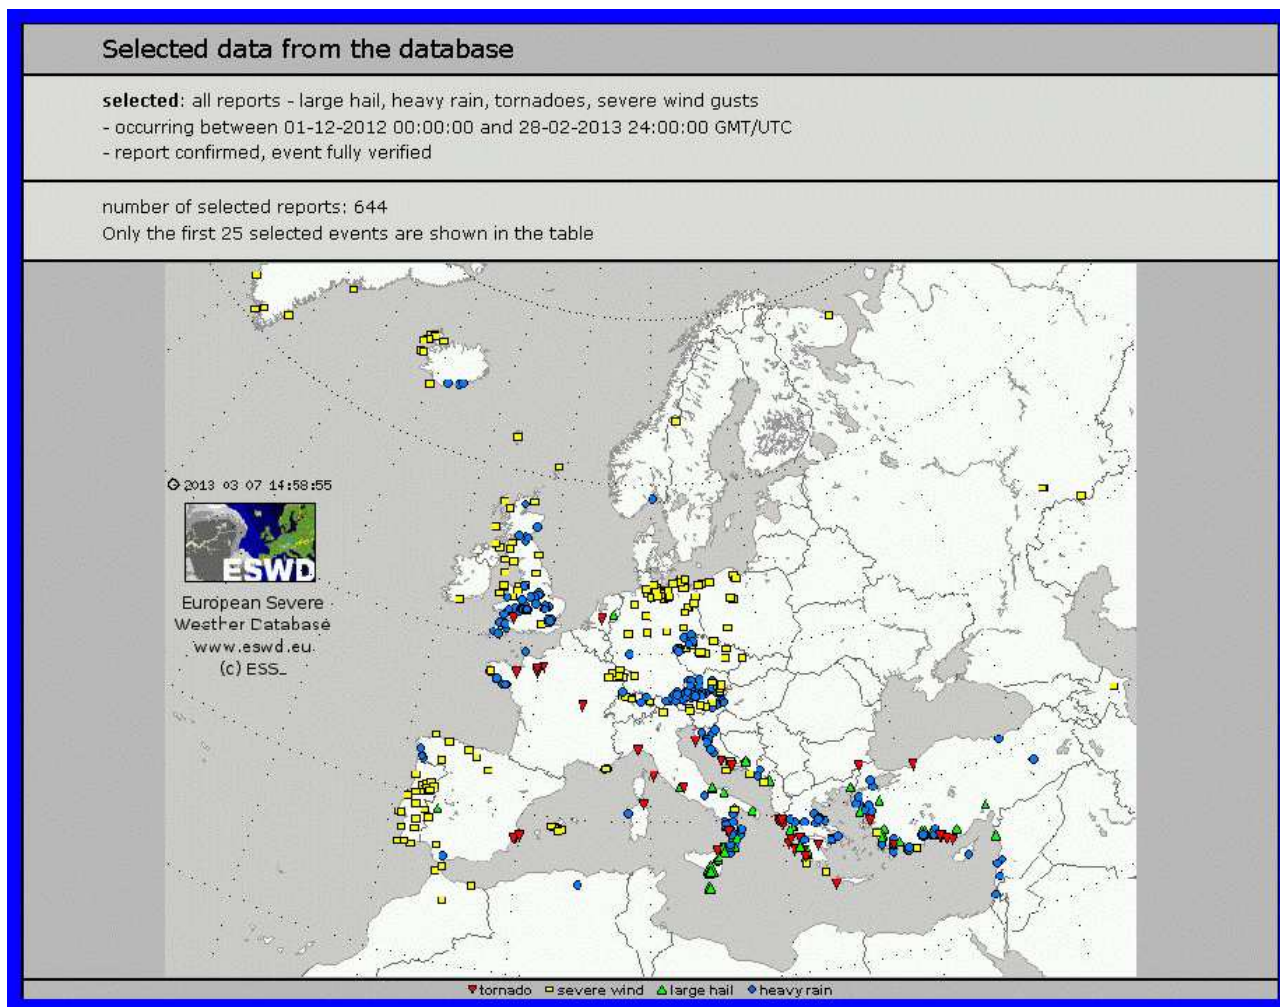 Selected data from the database
selected: all reports - large hail, heavy rain, tornadoes, severe wind gusts
- occurring between 01-12-2012 00:00:00 and 28-02-2013 24:00:00 GMT/UTC
- report confirmed, event fully verified
number of selected reports: 644
Only the first 25 selected events are shown in the table
2013 03 07 14:58:55
ESWD
European Severe
Weather Database
www.eswd.eu
(c) ESS_
tornado severe wind large hail heavy rain